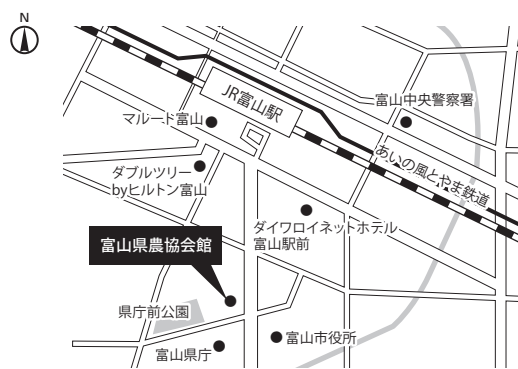 N
JR富山駅
富山中央警察署
マルート富山
あいの風とやま鉄道
ダブルツリー
byヒルトン富山
ダイワロイネットホテル
富山駅前
富山県農協会館
県庁前公園
富山市役所
富山県庁